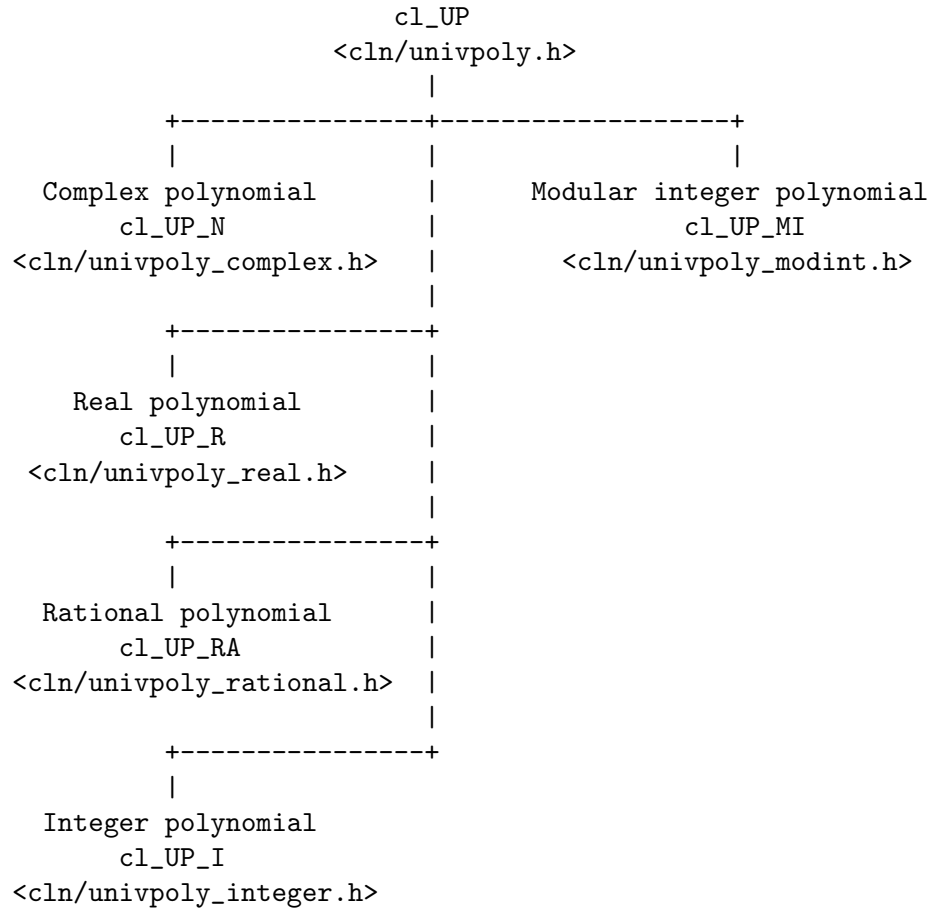 cl_UP
<cln/univpoly.h>
Complex polynomial
cl_UP_N
<cln/univpoly_complex.h>
Modular integer polynomial
cl_UP_MI
<cln/univpoly_modint.h>
Real polynomial
cl_UP_R
<cln/univpoly_real.h>
Rational polynomial
cl_UP_RA
<cln/univpoly_rational.h>
Integer polynomial
cl_UP_I
<cln/univpoly_integer.h>